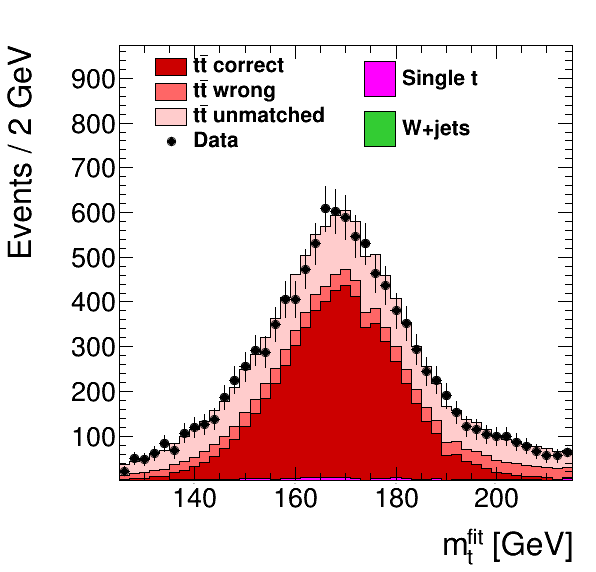 Events / 2 GeV
900
800
700
600
500
400
300
200
100
tt̄ correct
tt̄ wrong
tt̄ unmatched
Data
Single t
W+jets
140 160 180 200
m_t^fit [GeV]